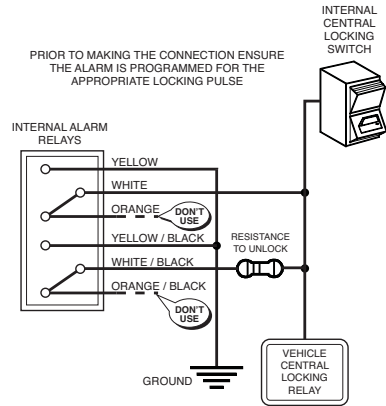 INTERNAL
CENTRAL
LOCKING
SWITCH
PRIOR TO MAKING THE CONNECTION ENSURE
THE ALARM IS PROGRAMMED FOR THE
APPROPRIATE LOCKING PULSE
INTERNAL ALARM
RELAYS
YELLOW
WHITE
ORANGE
DON'T
USE
YELLOW / BLACK
RESISTANCE
TO UNLOCK
WHITE / BLACK
ORANGE / BLACK
DON'T
USE
GROUND
VEHICLE
CENTRAL
LOCKING
RELAY